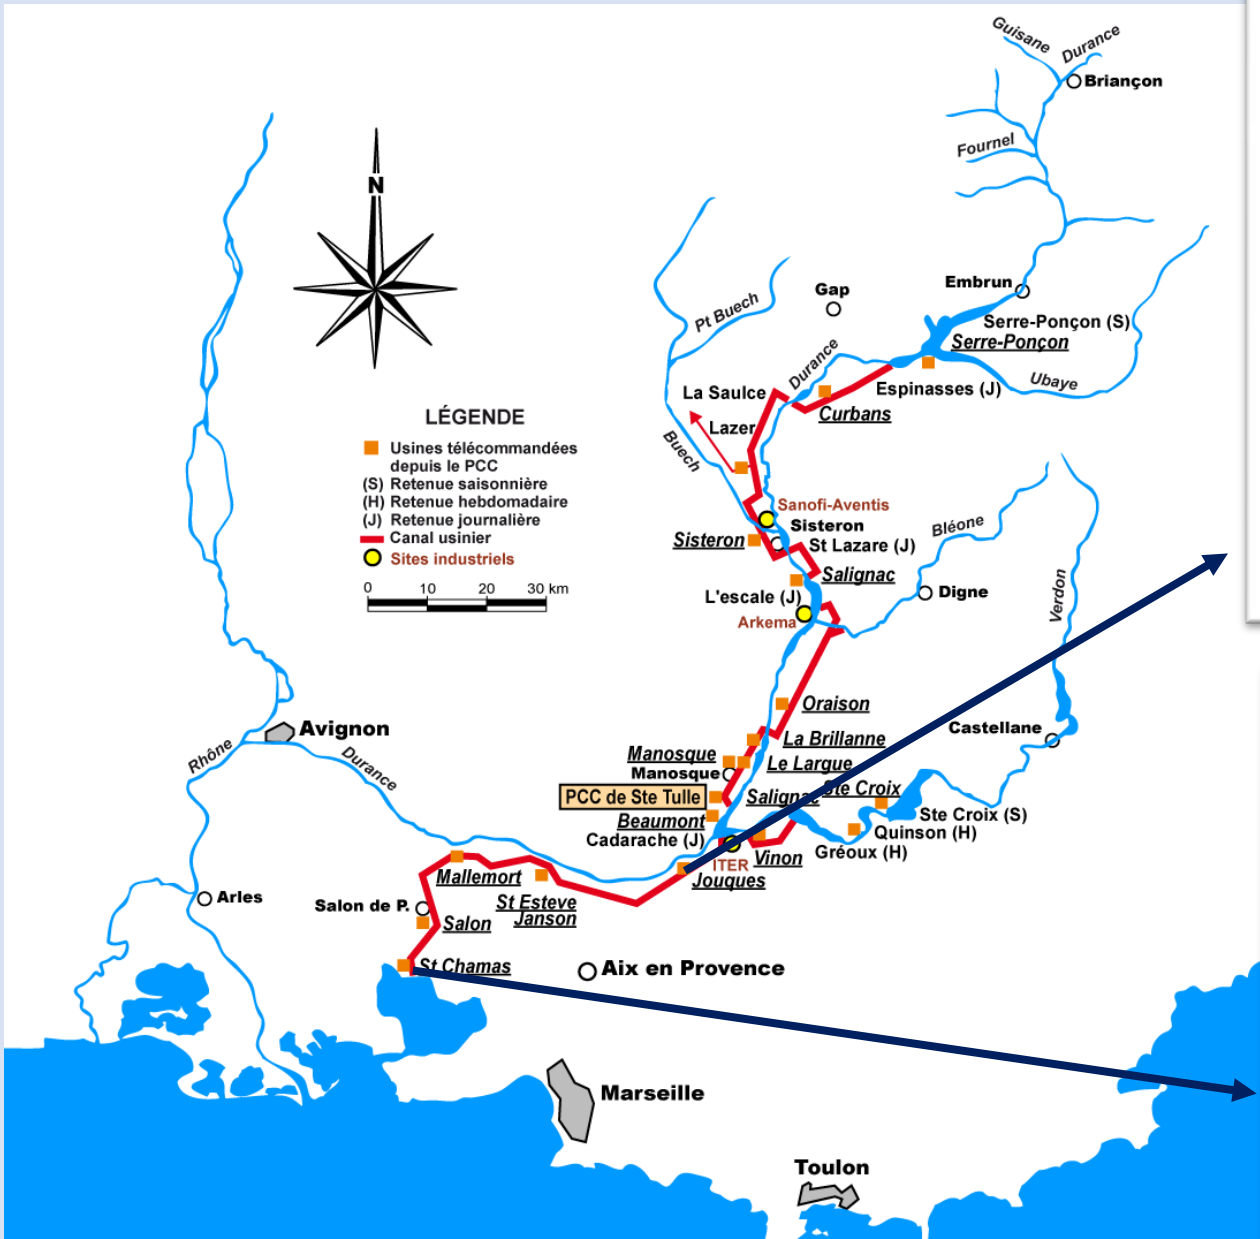 Guisane
Durance
Briançon
Fournel
N
Embrun
Gap
Pt Buech
Serre-Ponçon (S)
Serre-Ponçon
Durance
Ubaye
Espinasses (J)
La Saulce
Curbans
LÉGENDE
Usines télécommandées
depuis le PCC
(S) Retenue saisonnière
(H) Retenue hebdomadaire
(J) Retenue journalière
Canal usinier
Sites industriels
0 10 20 30 km
Lazer
Buech
Sanofi-Aventis
Sisteron
Sisteron
St Lazare (J)
Bléone
Salignac
L'escale (J)
Digne
Arkema
Verdon
Oraison
Castellane
La Brillanne
Avignon
Rhône
Durance
Manosque
Le Largue
Manosque
PCC de Ste Tulle
Salignac
Ste Croix
Beaumont
Ste Croix (S)
Cadarache (J)
Quinson (H)
Gréoux (H)
ITER
Vinon
Jouques
Mallemort
St Esteve
Janson
Arles
Salon de P.
Salon
St Chamas
Aix en Provence
Marseille
Toulon